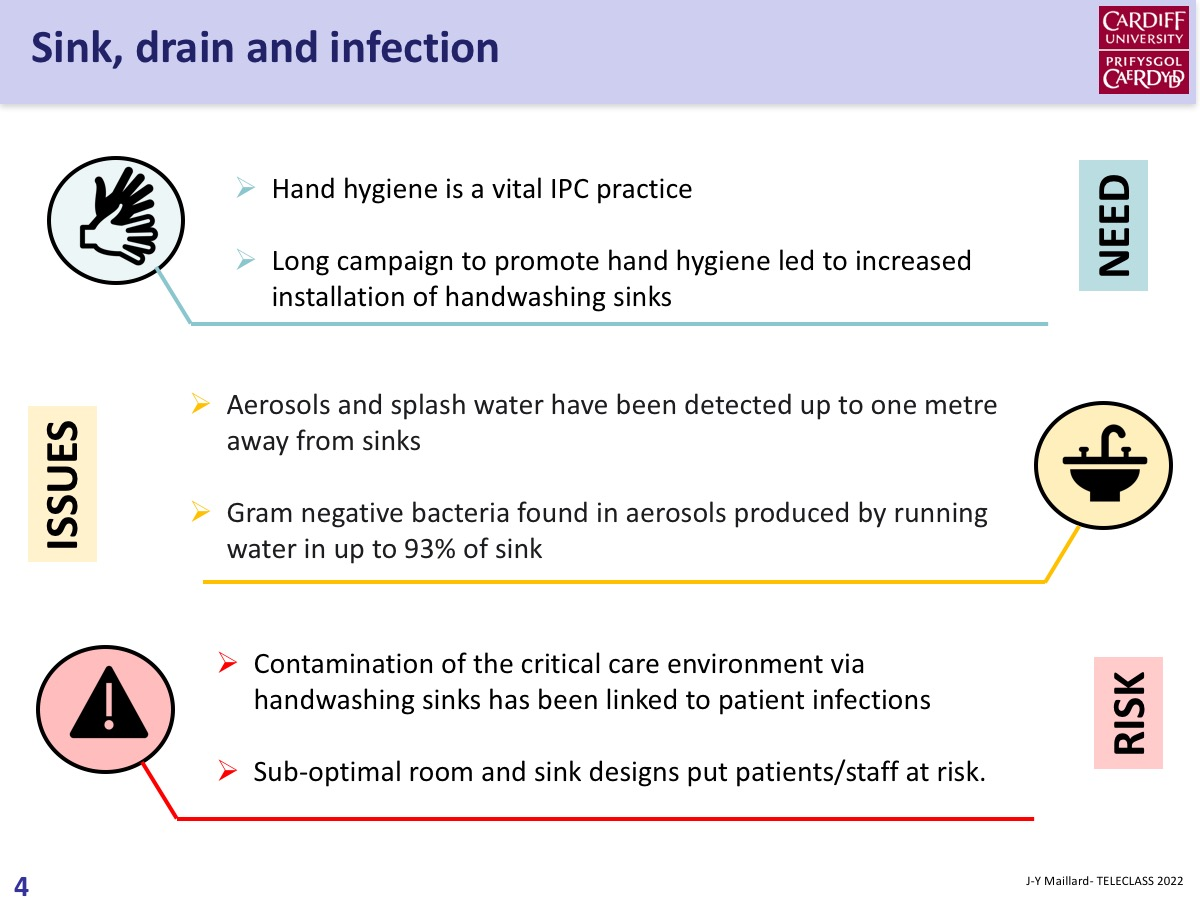 Sink, drain and infection
CARDIFF
UNIVERSITY
PRIFYSGOL
CAERDYDD
➢ Hand hygiene is a vital IPC practice
➢ Long campaign to promote hand hygiene led to increased
installation of handwashing sinks
NEED
ISSUES
➢ Aerosols and splash water have been detected up to one metre
away from sinks
➢ Gram negative bacteria found in aerosols produced by running
water in up to 93% of sink
➢ Contamination of the critical care environment via
handwashing sinks has been linked to patient infections
➢ Sub-optimal room and sink designs put patients/staff at risk.
RISK
4
J-Y Maillard- TELECLASS 2022